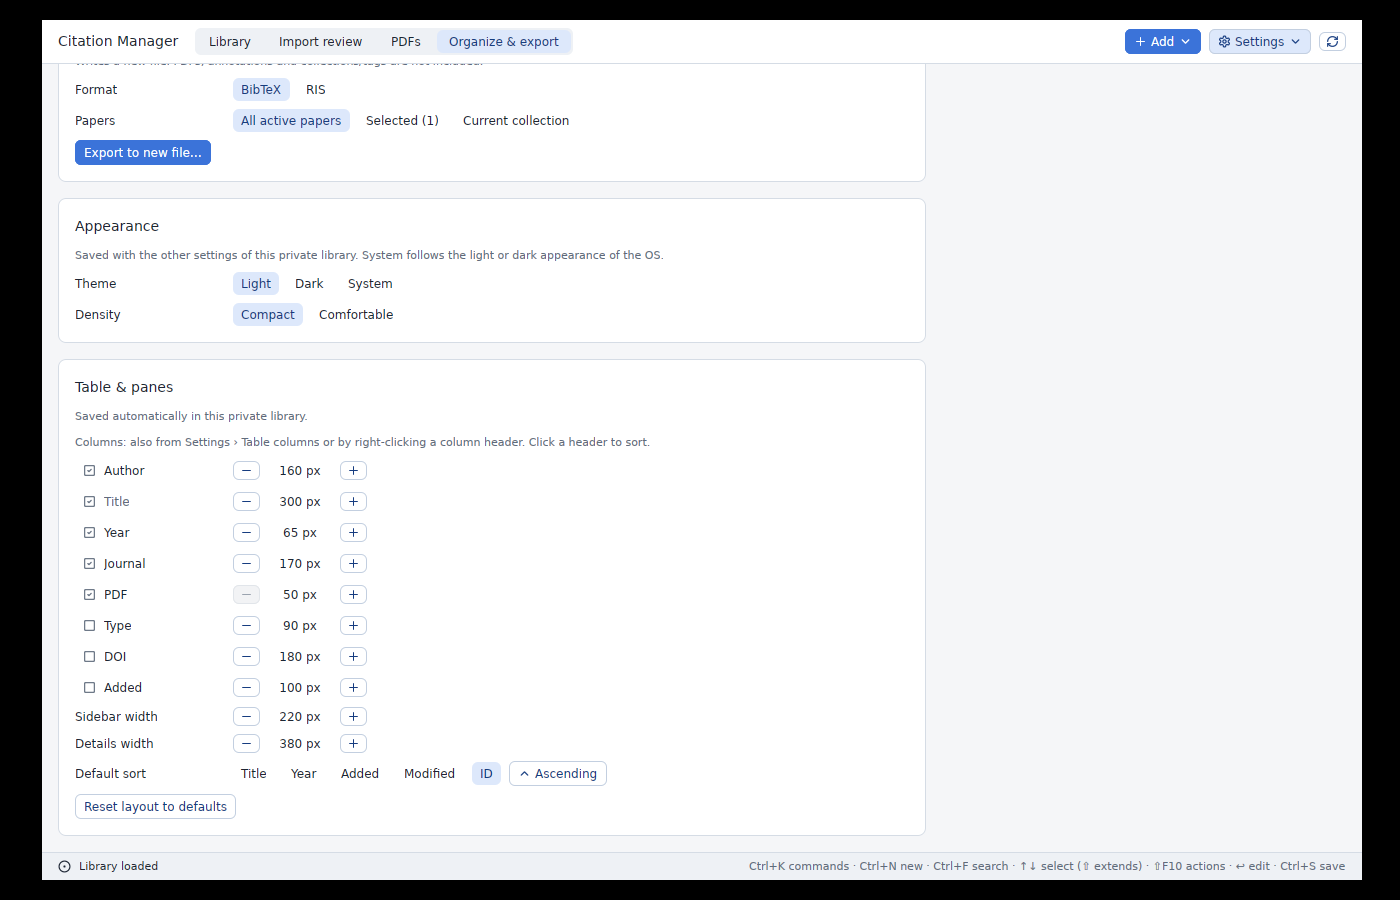 Citation Manager
Library
Import review
PDFs
Organize & export
+ Add
Settings
Format
BibTeX
RIS
Papers
All active papers
Selected (1)
Current collection
Export to new file...
Appearance
Saved with the other settings of this private library. System follows the light or dark appearance of the OS.
Theme
Light
Dark
System
Density
Compact
Comfortable
Table & panes
Saved automatically in this private library.
Columns: also from Settings › Table columns or by right-clicking a column header. Click a header to sort.
Author − 160 px +
Title − 300 px +
Year − 65 px +
Journal − 170 px +
PDF − 50 px +
Type − 90 px +
DOI − 180 px +
Added − 100 px +
Sidebar width − 220 px +
Details width − 380 px +
Default sort
Title
Year
Added
Modified
ID
Ascending
Reset layout to defaults
Library loaded
Ctrl+K commands · Ctrl+N new · Ctrl+F search · ↑↓ select (⇧ extends) · ⇧F10 actions · ↩ edit · Ctrl+S save